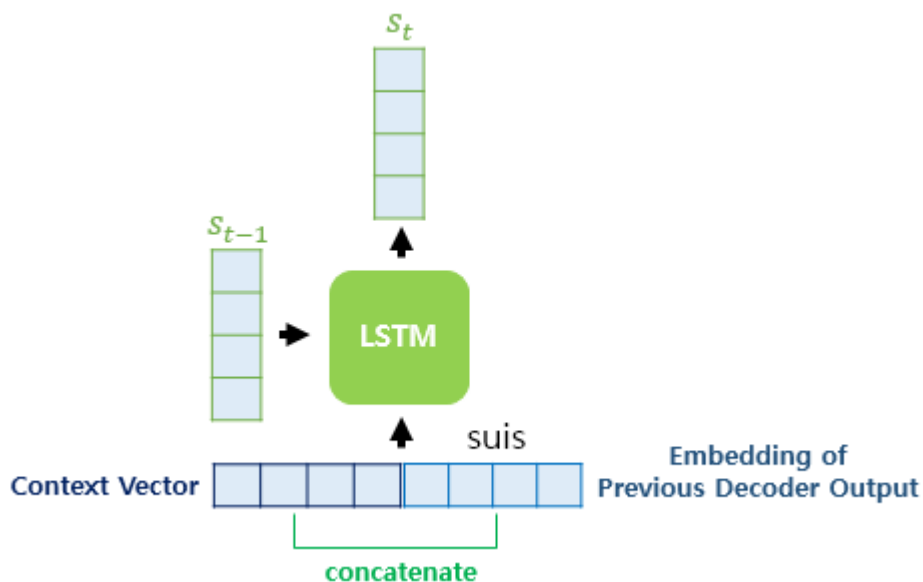 s_t
s_{t−1}
LSTM
suis
Context Vector
Embedding of
Previous Decoder Output
concatenate